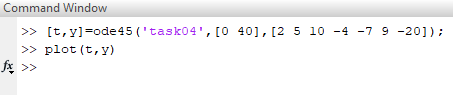 Command Window
>> [t,y]=ode45('task04',[0 40],[2 5 10 -4 -7 9 -20]);
>> plot(t,y)
fx >>